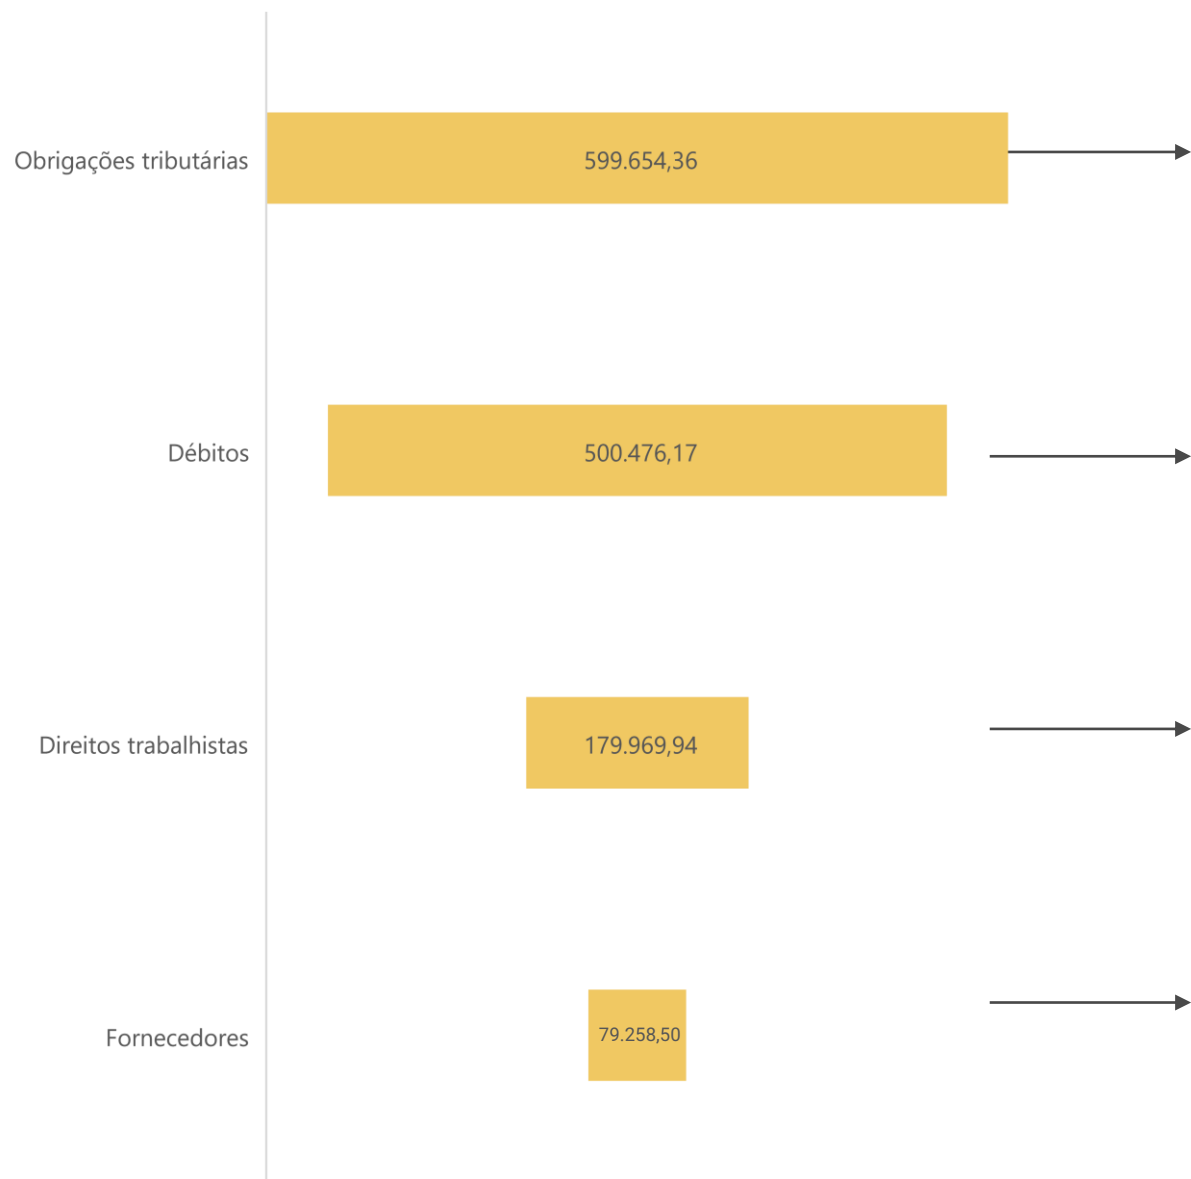 Obrigações tributárias
599.654,36
Débitos
500.476,17
Direitos trabalhistas
179.969,94
Fornecedores
79.258,50